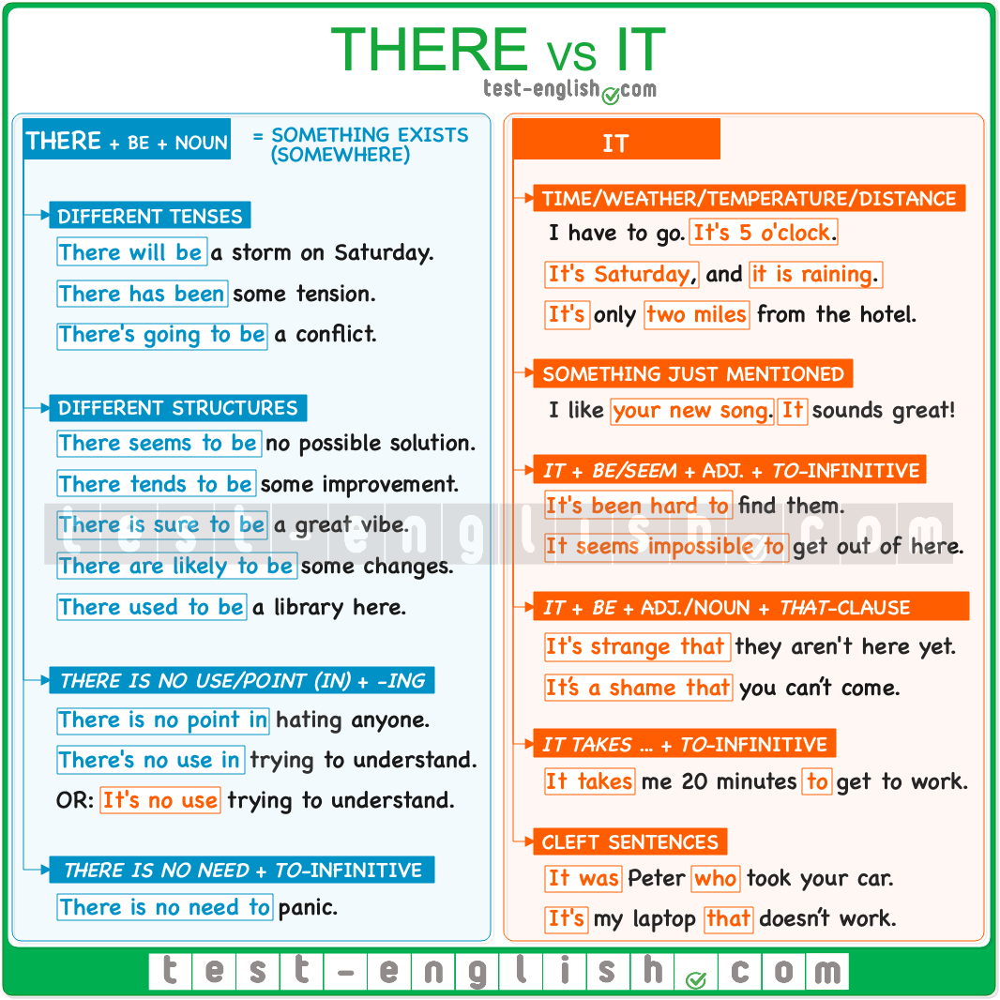 THERE vs IT
test-english.com
THERE + BE + NOUN
= SOMETHING EXISTS
(SOMEWHERE)
DIFFERENT TENSES
There will be a storm on Saturday.
There has been some tension.
There's going to be a conflict.
DIFFERENT STRUCTURES
There seems to be no possible solution.
There tends to be some improvement.
There is sure to be a great vibe.
There are likely to be some changes.
There used to be a library here.
THERE IS NO USE/POINT (IN) + -ING
There is no point in hating anyone.
There's no use in trying to understand.
OR: It's no use trying to understand.
THERE IS NO NEED + TO-INFINITIVE
There is no need to panic.
IT
TIME/WEATHER/TEMPERATURE/DISTANCE
I have to go. It's 5 o'clock.
It's Saturday, and it is raining.
It's only two miles from the hotel.
SOMETHING JUST MENTIONED
I like your new song. It sounds great!
IT + BE/SEEM + ADJ. + TO-INFINITIVE
It's been hard to find them.
It seems impossible to get out of here.
IT + BE + ADJ./NOUN + THAT-CLAUSE
It's strange that they aren't here yet.
It's a shame that you can't come.
IT TAKES ... + TO-INFINITIVE
It takes me 20 minutes to get to work.
CLEFT SENTENCES
It was Peter who took your car.
It's my laptop that doesn't work.
test-english.com
test-english.com